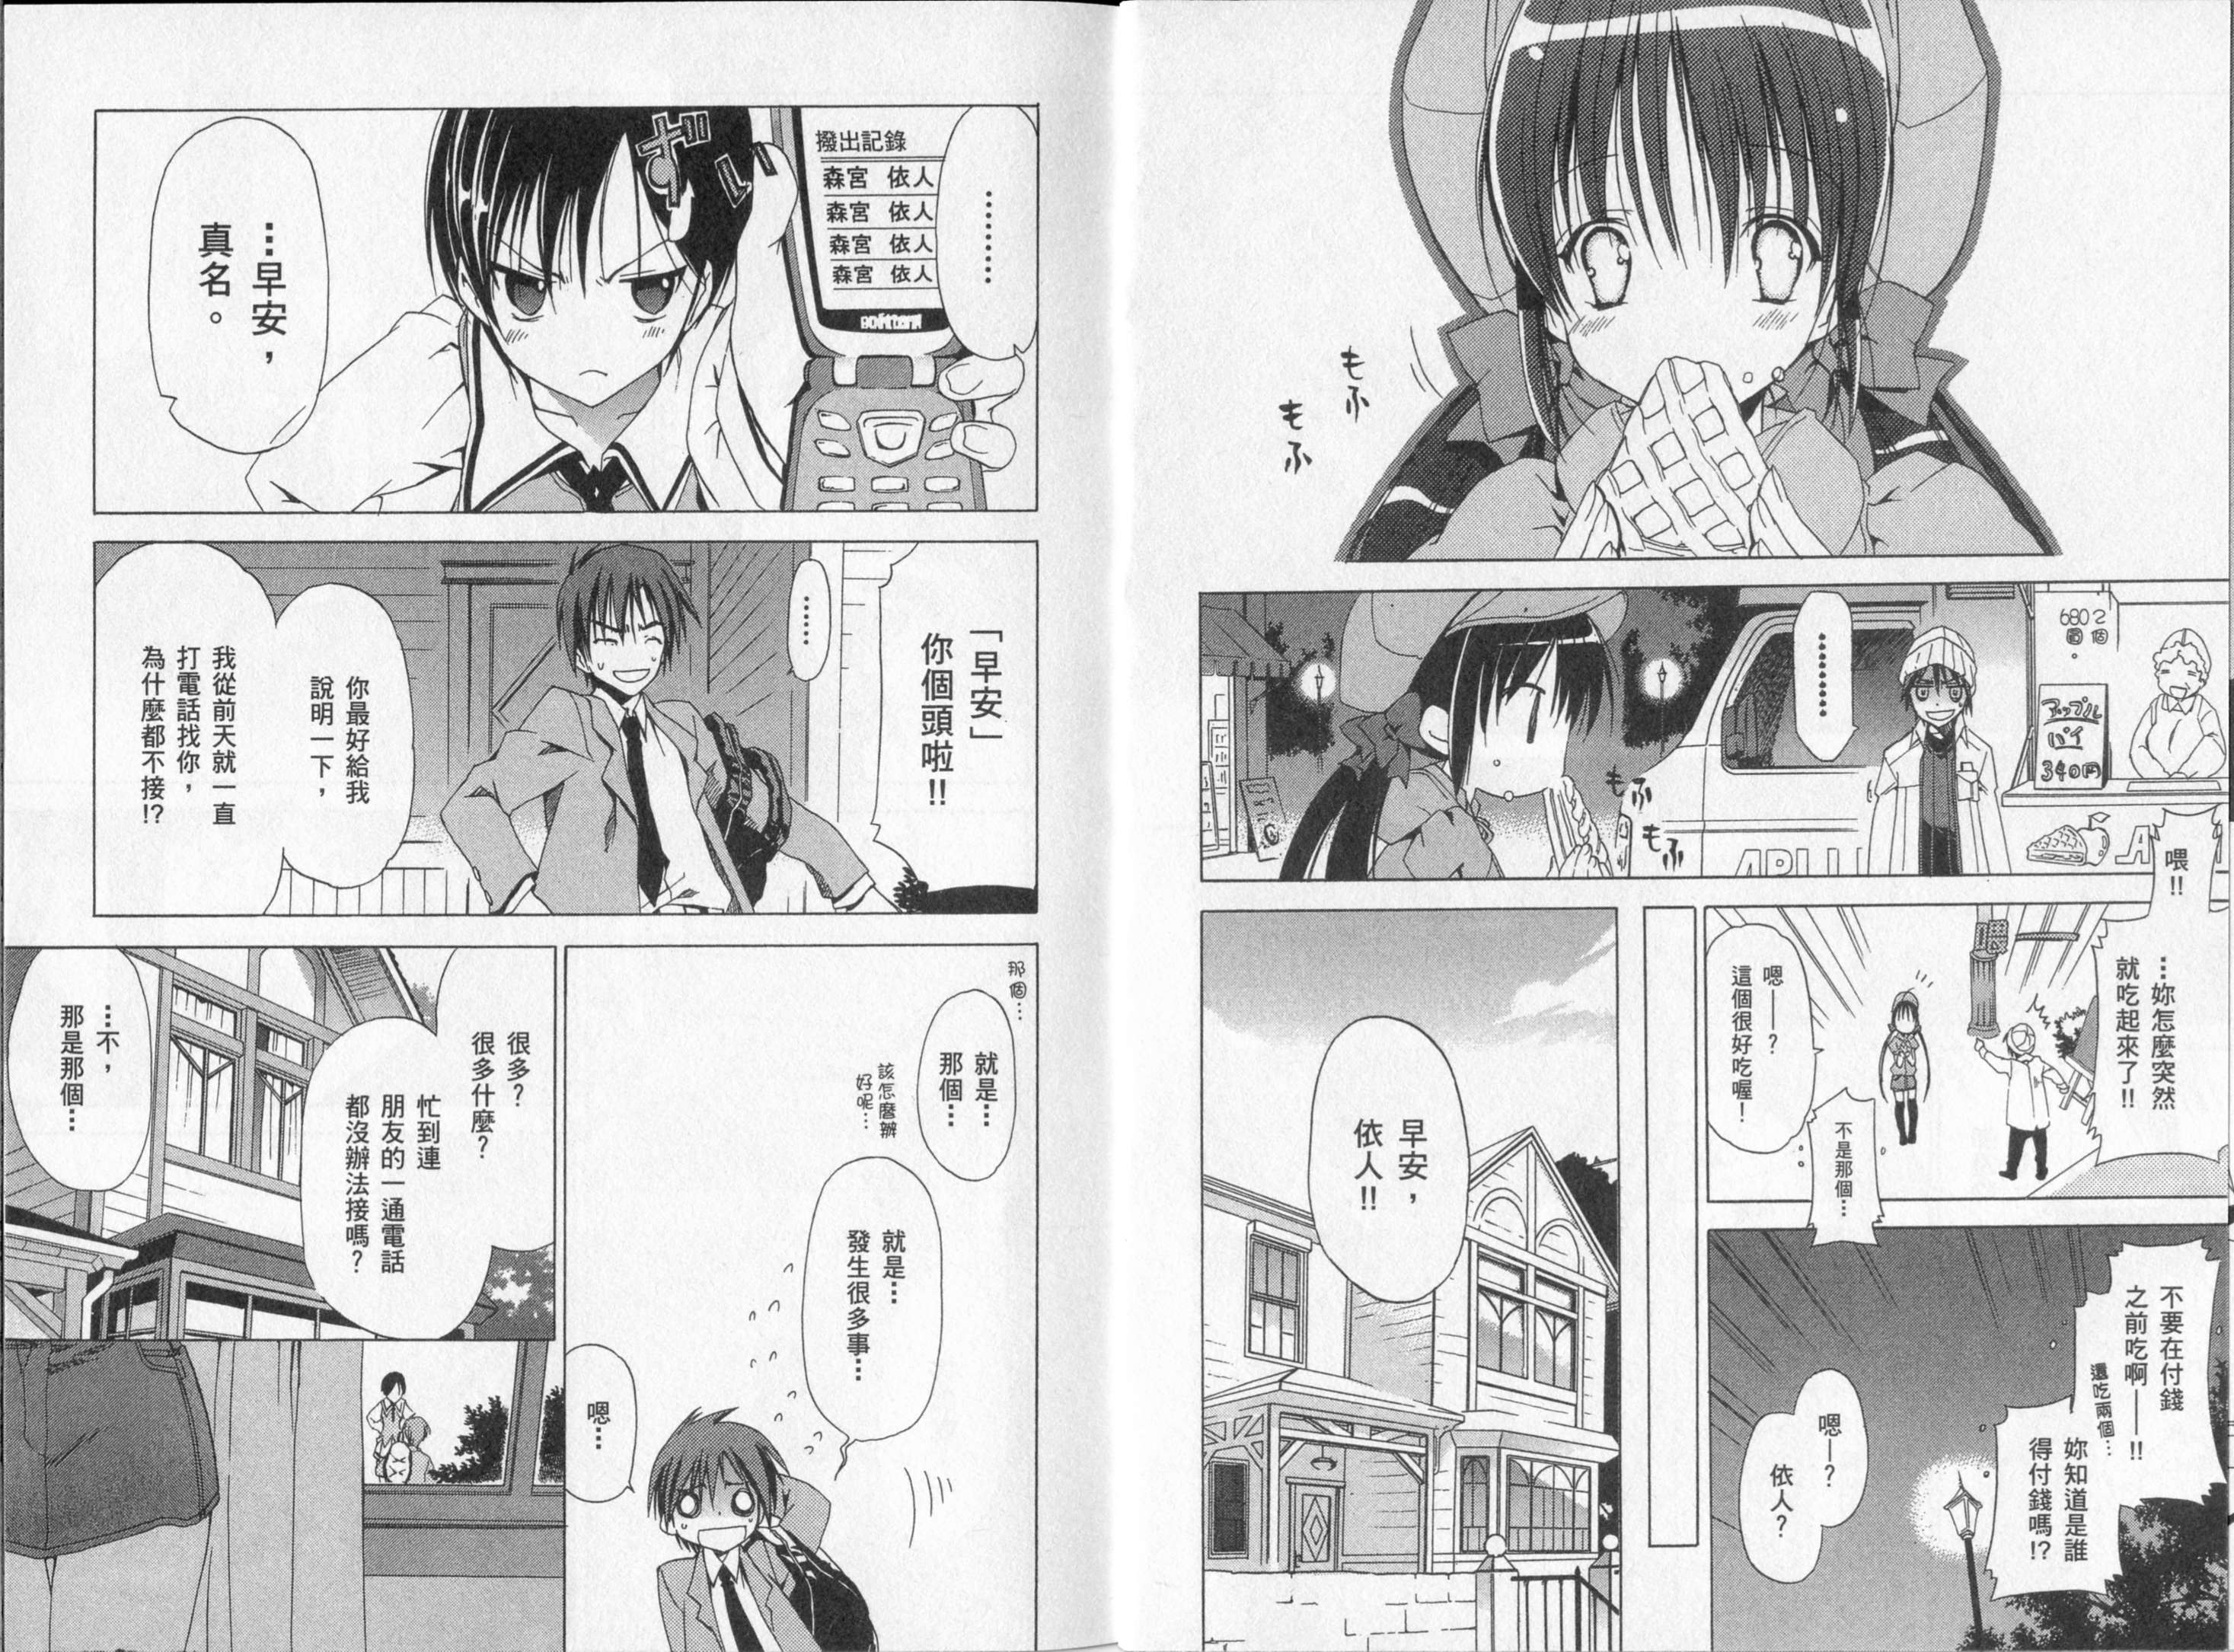 もふ
もふ
………
2個
680圓。
アップル
パイ
340円
もふ
もふ
喂!!
…妳怎麼突然
就吃起來了!!
嗯——?
這個很好吃喔!
不是那個…
不要在付錢
之前吃啊——!!
還吃兩個…
妳知道是誰
得付錢嗎!?
嗯—?
依人?
早安,
依人!!
………
撥出記錄
森宮 依人
森宮 依人
森宮 依人
森宮 依人
ずい
…早安,
真名。
「早安」
你個頭啦!!
……
你最好給我
說明一下,
我從前天就一直
打電話找你,
為什麼都不接!?
那個…
就是…
那個…
該怎麼辦
好呢…
就是…
發生很多事…
嗯…
很多?
很多什麼?
忙到連
朋友的一通電話
都沒辦法接嗎?
…不,
那是那個…